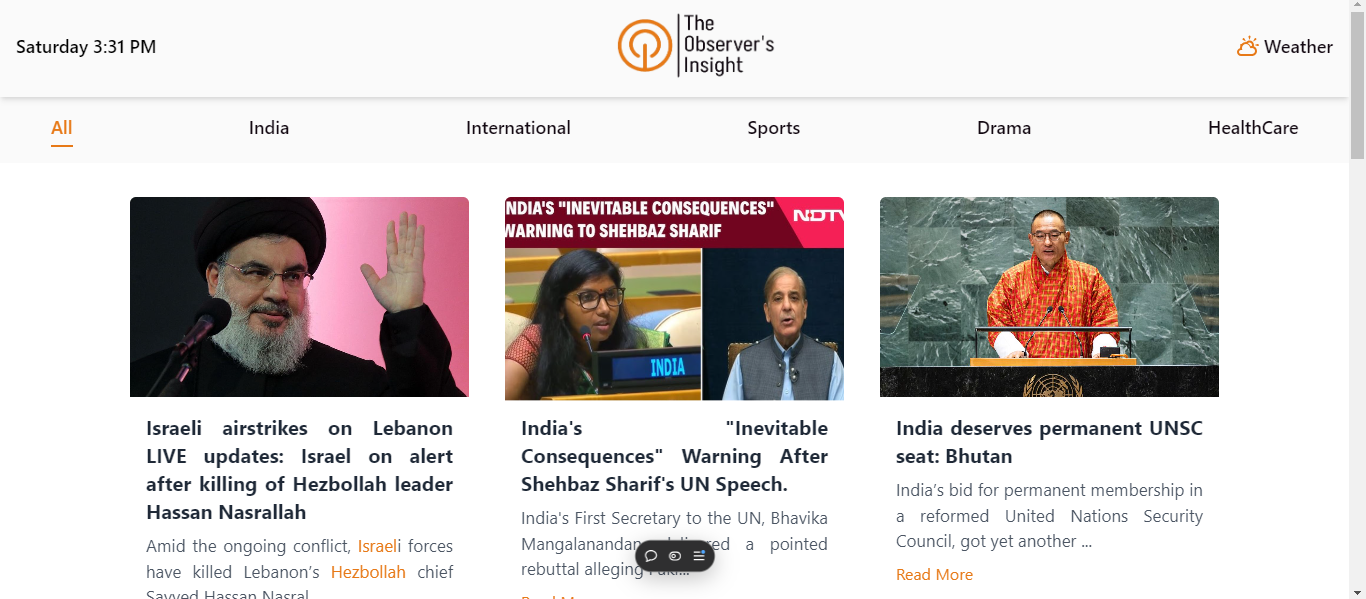 Saturday 3:31 PM
The
Observer's
Insight
Weather
All
India
International
Sports
Drama
HealthCare
INDIA'S "INEVITABLE CONSEQUENCES"
WARNING TO SHEHBAZ SHARIF
NDTV
INDIA
Israeli airstrikes on Lebanon
LIVE updates: Israel on alert
after killing of Hezbollah leader
Hassan Nasrallah
Amid the ongoing conflict, Israeli forces
have killed Lebanon’s Hezbollah chief
Sayyed Hassan Nasral
India's "Inevitable
Consequences" Warning After
Shehbaz Sharif's UN Speech.
India's First Secretary to the UN, Bhavika
Mangalanandan a pointed
rebuttal alleging
Read
India deserves permanent UNSC
seat: Bhutan
India’s bid for permanent membership in
a reformed United Nations Security
Council, got yet another ...
Read More